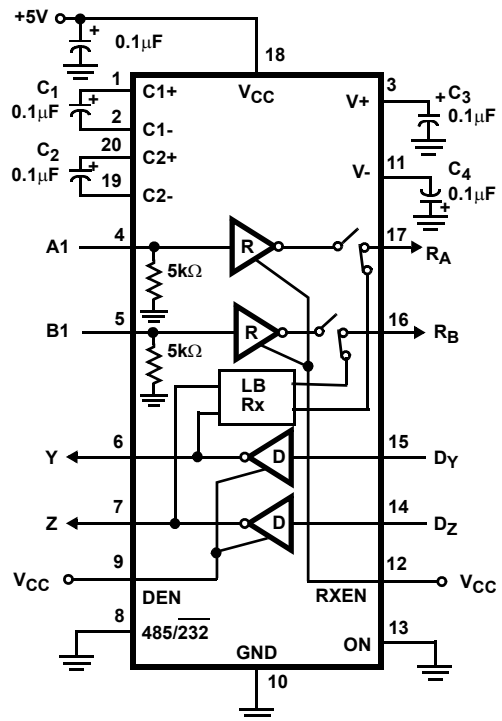 +5V
0.1µF
18
1
C1
0.1µF
C1+
VCC
V+
3
C3
0.1µF
2
C1-
20
C2
0.1µF
C2+
V-
11
19
C2-
C4
0.1µF
A1
4
R
17
RA
5kΩ
B1
5
R
16
RB
5kΩ
LB
Rx
Y
6
D
15
DY
Z
7
D
14
DZ
VCC
9
DEN
RXEN
12
VCC
8
485/232
ON
13
GND
10